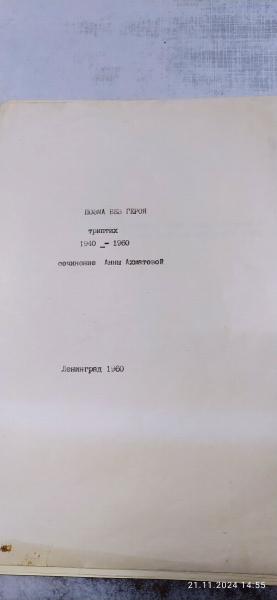 ПОЭМА БЕЗ ГЕРОЯ
триптих
1940 _- 1960
сочинение Анны Ахматовой
Ленинград 1960
21.11.2024 14:55